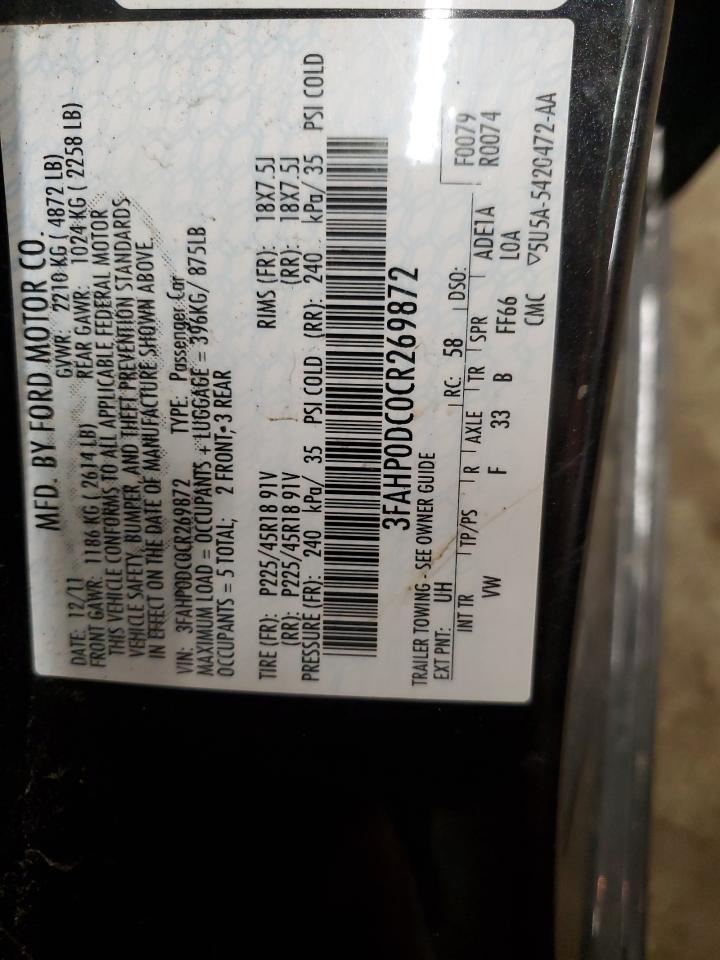 MFD. BY FORD MOTOR CO.
DATE: 12/11 GVWR: 2210 KG ( 4872 LB)
FRONT GAWR: 1186 KG ( 2614 LB) REAR GAWR: 1024 KG ( 2258 LB)
THIS VEHICLE CONFORMS TO ALL APPLICABLE FEDERAL MOTOR
VEHICLE SAFETY, BUMPER, AND THEFT PREVENTION STANDARDS
IN EFFECT ON THE DATE OF MANUFACTURE SHOWN ABOVE.
VIN: 3FAHP0DC0CR269872 TYPE: Passenger Car
MAXIMUM LOAD = OCCUPANTS + LUGGAGE = 396KG/ 875LB
OCCUPANTS = 5 TOTAL; 2 FRONT; 3 REAR
TIRE (FR): P225/45R18 91V RIMS (FR): 18X7.5J
(RR): P225/45R18 91V (RR): 18X7.5J
PRESSURE (FR): 240 kPa/ 35 PSI COLD (RR): 240 kPa/ 35 PSI COLD
3FAHP0DC0CR269872
TRAILER TOWING - SEE OWNER GUIDE
EXT PNT: UH RC: 58 DSO: F0079
R0074
INT TR TP/PS R AXLE TR SPR ADE1A
VW F 33 B FF66 L0A
CMC ▽5U5A-5420472-AA